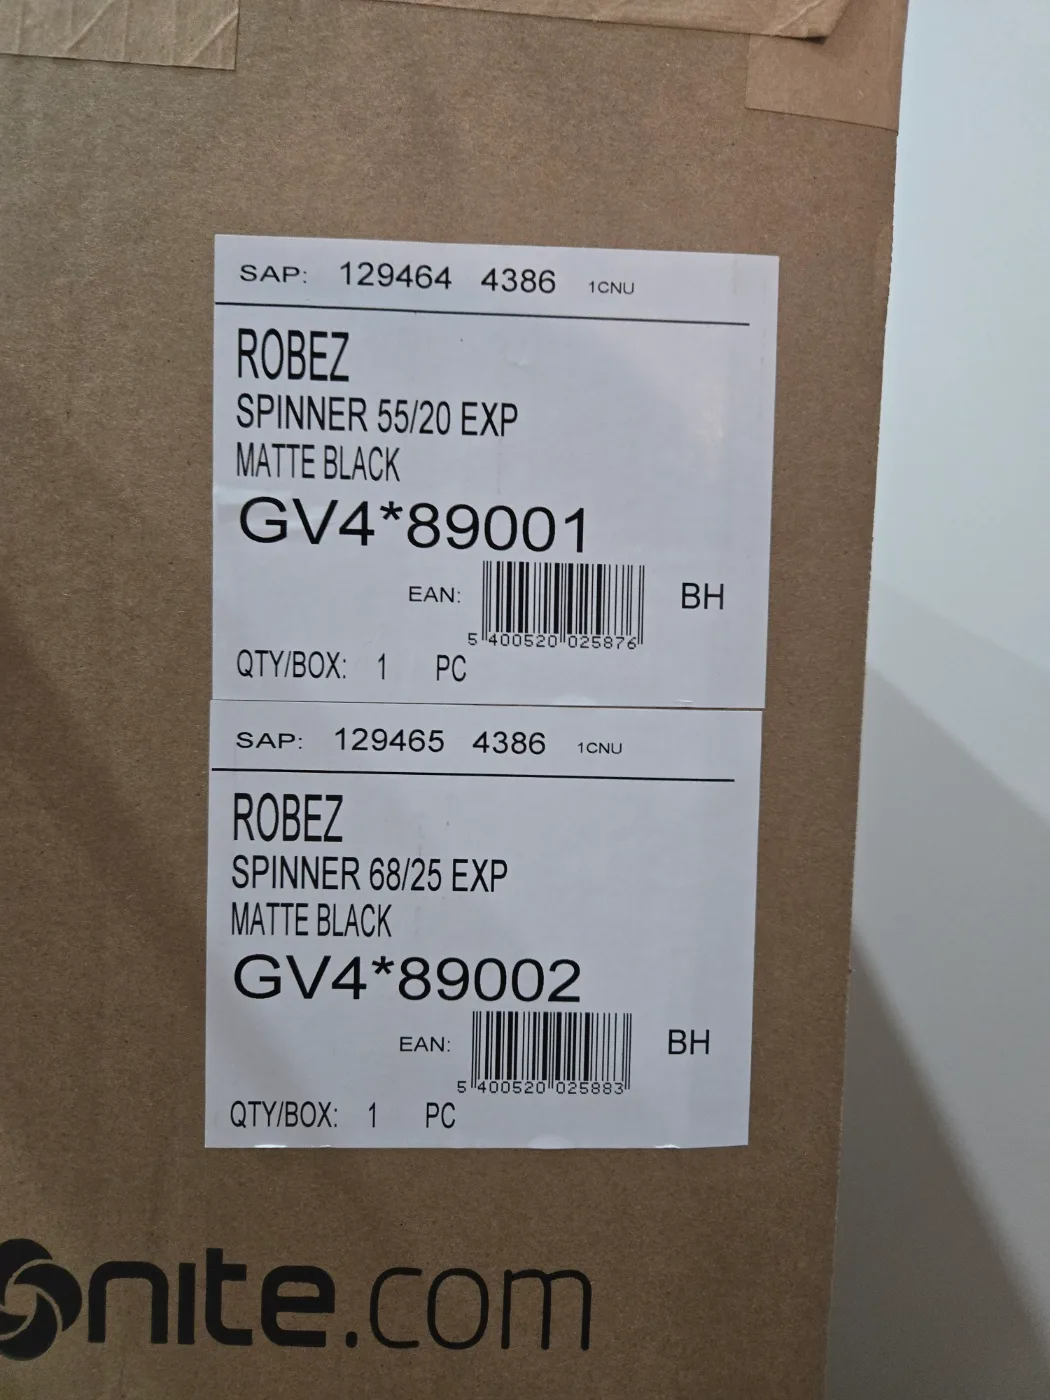 SAP: 129464 4386 1CNU
ROBEZ
SPINNER 55/20 EXP
MATTE BLACK
GV4*89001
EAN: BH
5 400520 025876
QTY/BOX: 1 PC
SAP: 129465 4386 1CNU
ROBEZ
SPINNER 68/25 EXP
MATTE BLACK
GV4*89002
EAN: BH
5 400520 025883
QTY/BOX: 1 PC
onite.com